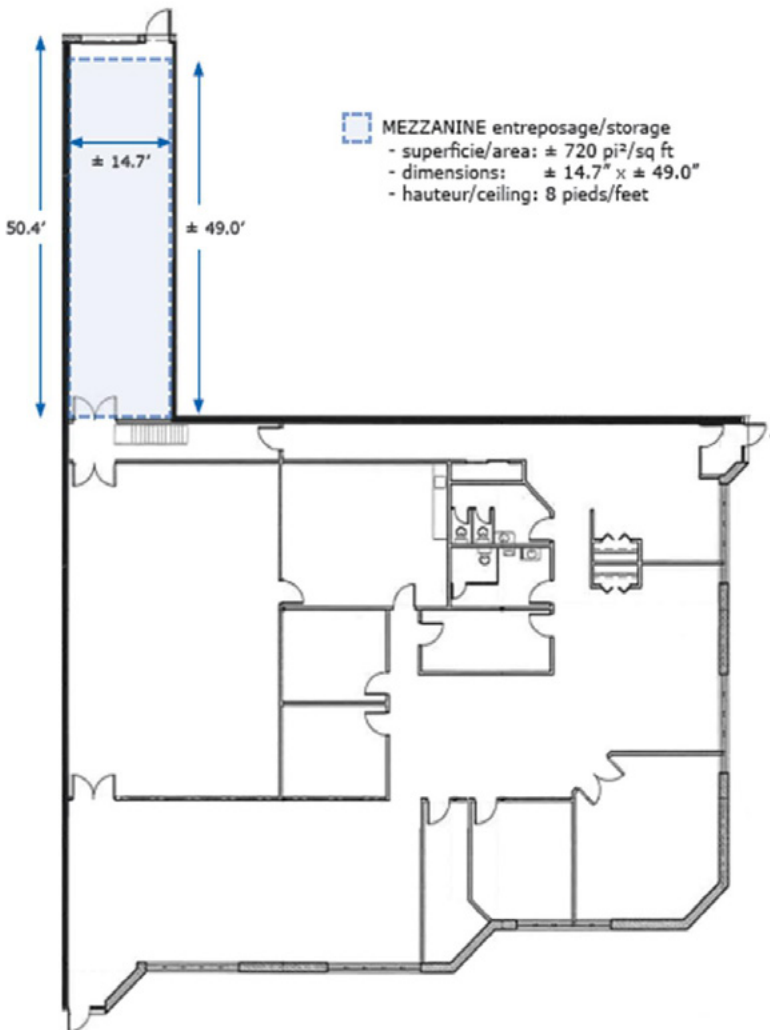 MEZZANINE entreposage/storage
- superficie/area: ± 720 pi²/sq ft
- dimensions: ± 14.7” x ± 49.0”
- hauteur/ceiling: 8 pieds/feet
± 14.7’
50.4’
± 49.0’